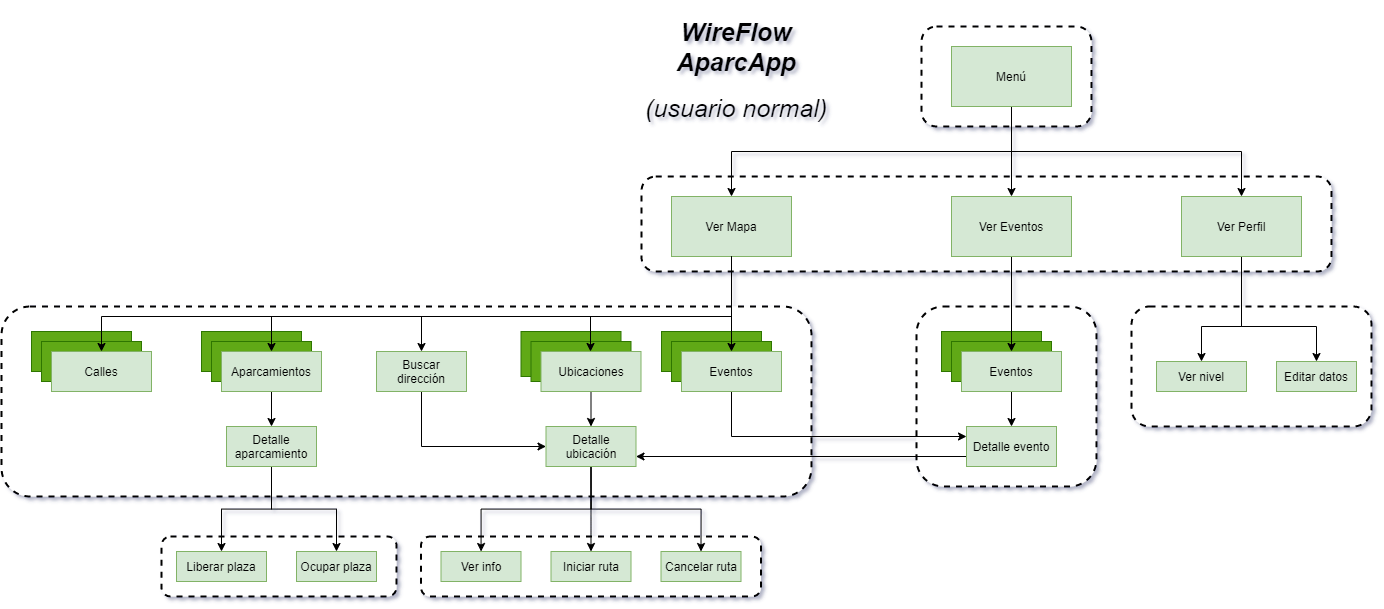 WireFlow
AparcApp
(usuario normal)
Menú
Ver Mapa
Ver Eventos
Ver Perfil
Calles
Aparcamientos
Buscar
dirección
Ubicaciones
Eventos
Eventos
Ver nivel
Editar datos
Detalle
aparcamiento
Detalle
ubicación
Detalle evento
Liberar plaza
Ocupar plaza
Ver info
Iniciar ruta
Cancelar ruta